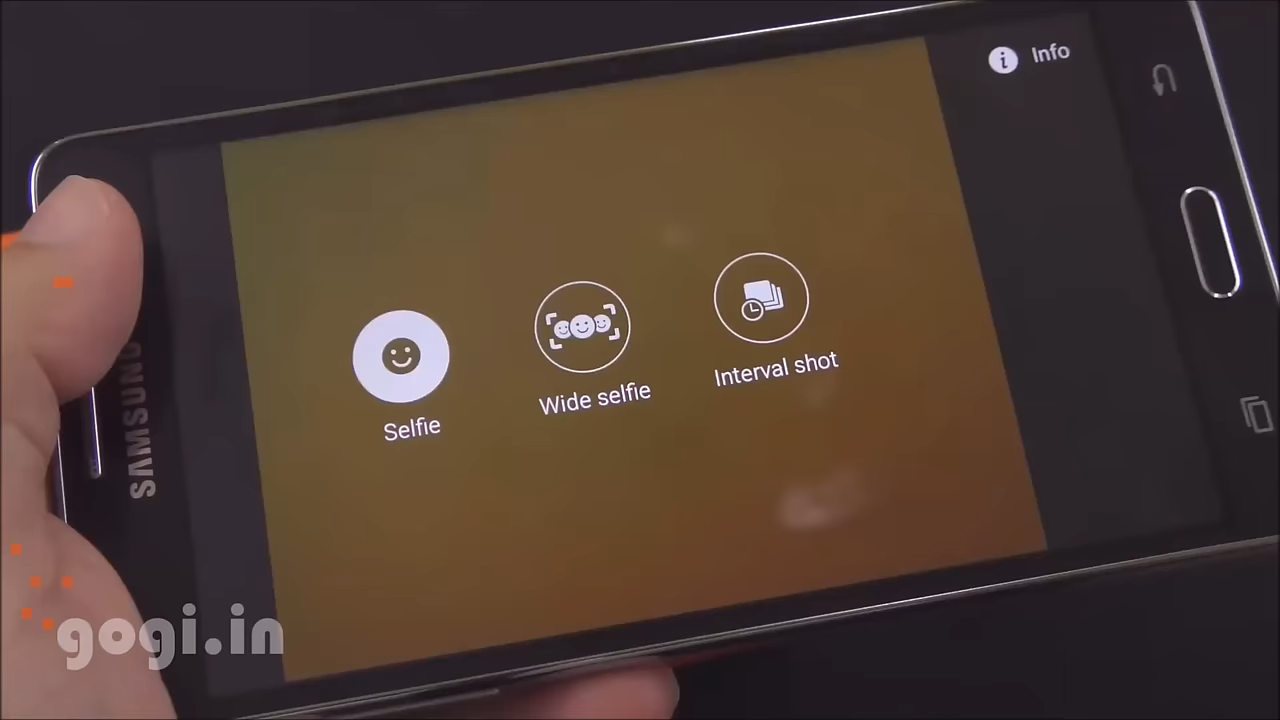 Info
Selfie
Wide selfie
Interval shot
SAMSUNG
gogi.in